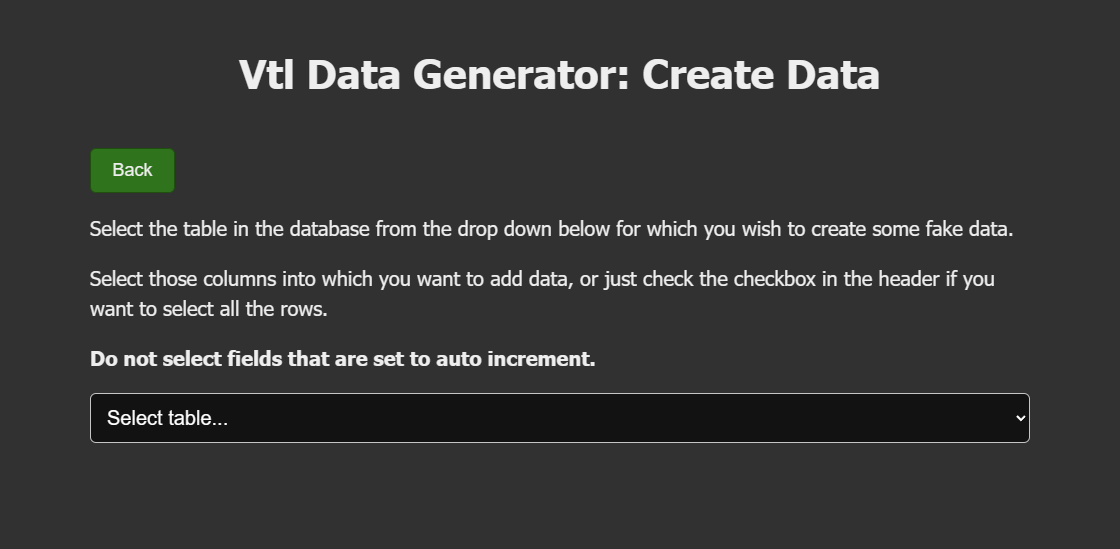 Vtl Data Generator: Create Data
Back
Select the table in the database from the drop down below for which you wish to create some fake data.
Select those columns into which you want to add data, or just check the checkbox in the header if you
want to select all the rows.
Do not select fields that are set to auto increment.
Select table...